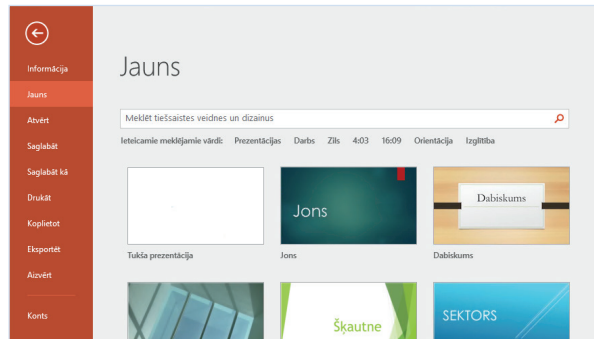 Informācija
Jauns
Atvērt
Saglabāt
Saglabāt kā
Drukāt
Koplietot
Eksportēt
Aizvērt
Konts
Jauns
Meklēt tiešsaistes veidnes un dizainus
Ieteicamie meklējamie vārdi: Prezentācijas Darbs Zils 4:03 16:09 Orientācija Izglītība
Jons
Dabiskums
Tukša prezentācija
Jons
Dabiskums
Šķautne
SEKTORS